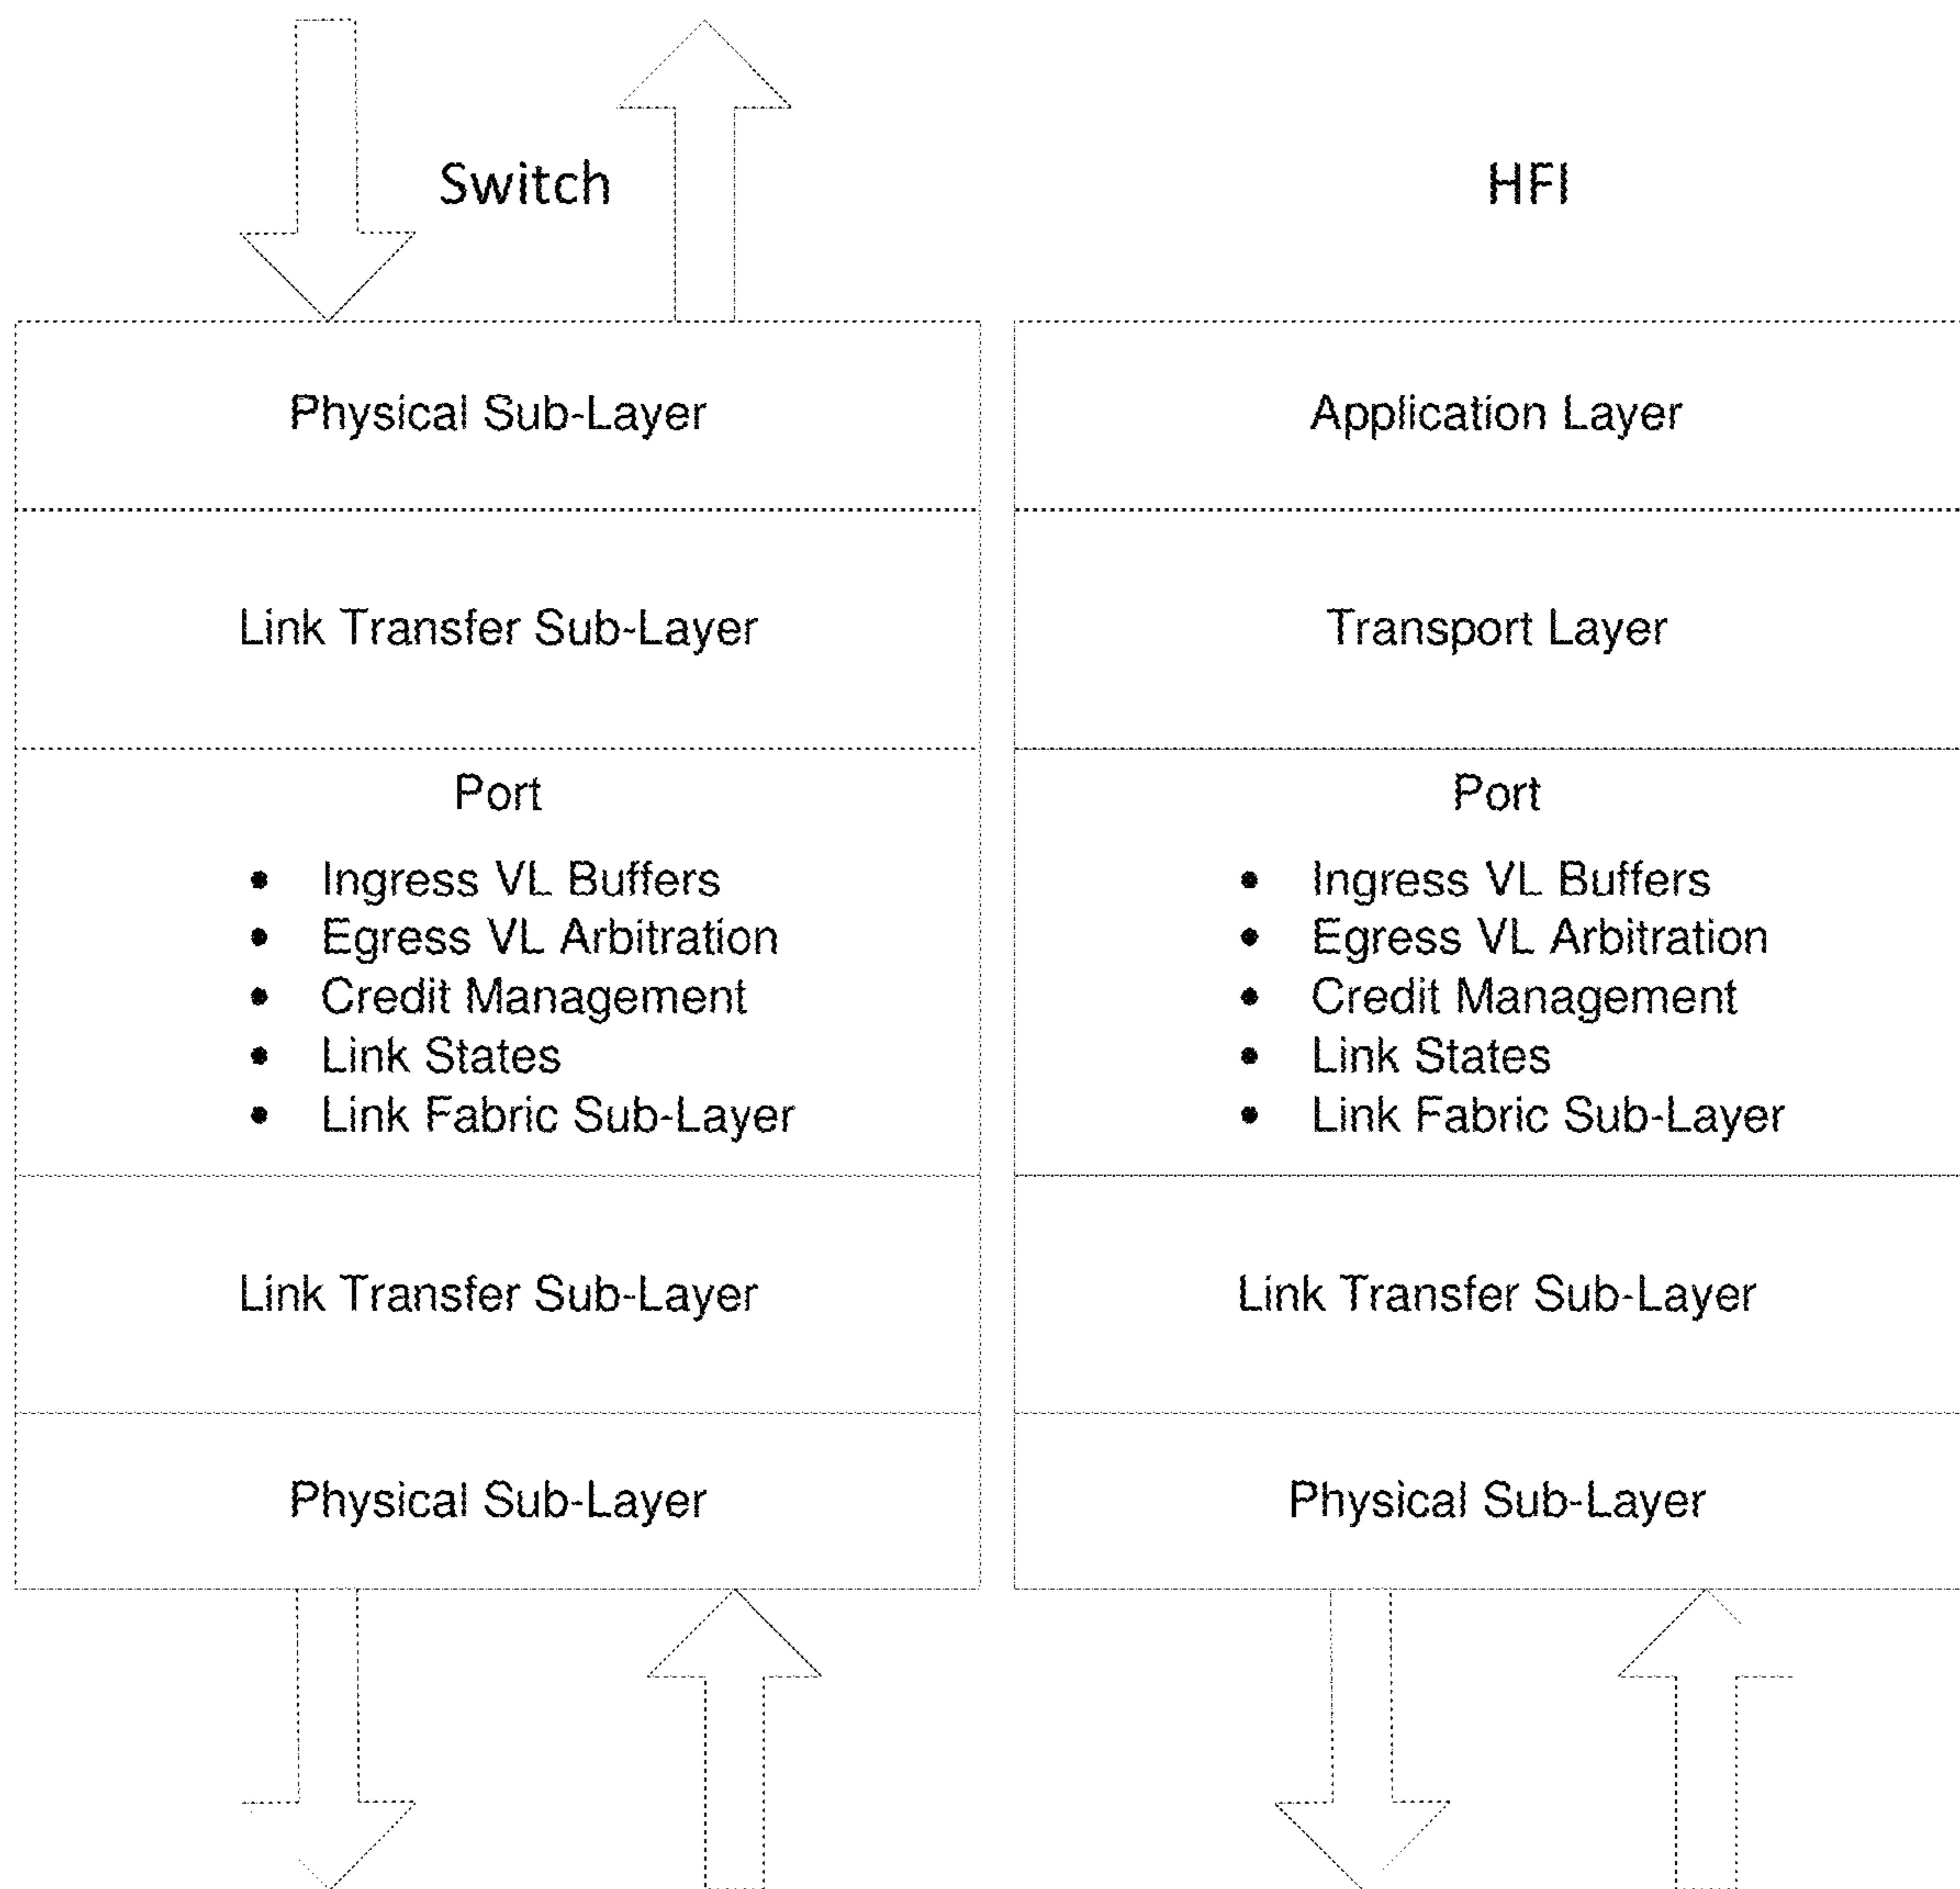 Switch
Physical Sub-Layer
Link Transfer Sub-Layer
Port
• Ingress VL Buffers
• Egress VL Arbitration
• Credit Management
• Link States
• Link Fabric Sub-Layer
Link Transfer Sub-Layer
Physical Sub-Layer
HFI
Application Layer
Transport Layer
Port
• Ingress VL Buffers
• Egress VL Arbitration
• Credit Management
• Link States
• Link Fabric Sub-Layer
Link Transfer Sub-Layer
Physical Sub-Layer